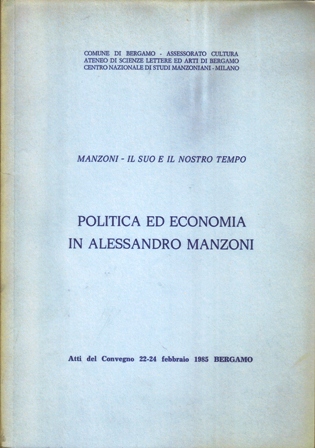 COMUNE DI BERGAMO - ASSESSORATO CULTURA
ATENEO DI SCIENZE LETTERE ED ARTI DI BERGAMO
CENTRO NAZIONALE DI STUDI MANZONIANI - MILANO
MANZONI - IL SUO E IL NOSTRO TEMPO
POLITICA ED ECONOMIA
IN ALESSANDRO MANZONI
Atti del Convegno 22-24 febbraio 1985 BERGAMO